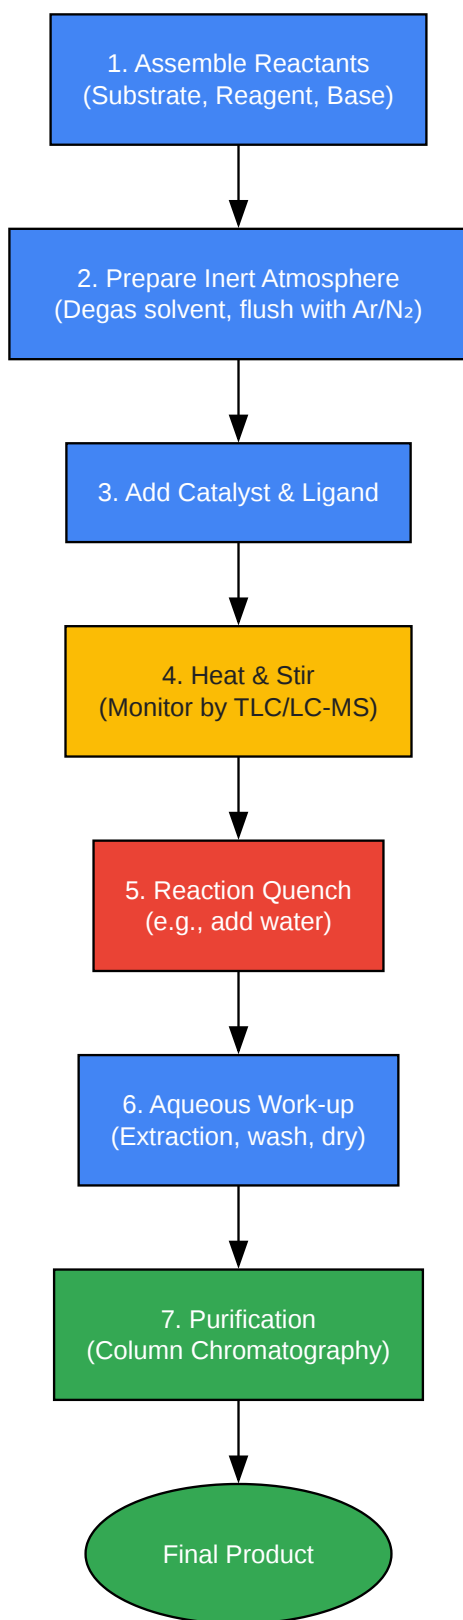 1. Assemble Reactants
(Substrate, Reagent, Base)
2. Prepare Inert Atmosphere
(Degas solvent, flush with Ar/N₂)
3. Add Catalyst & Ligand
4. Heat & Stir
(Monitor by TLC/LC-MS)
5. Reaction Quench
(e.g., add water)
6. Aqueous Work-up
(Extraction, wash, dry)
7. Purification
(Column Chromatography)
Final Product